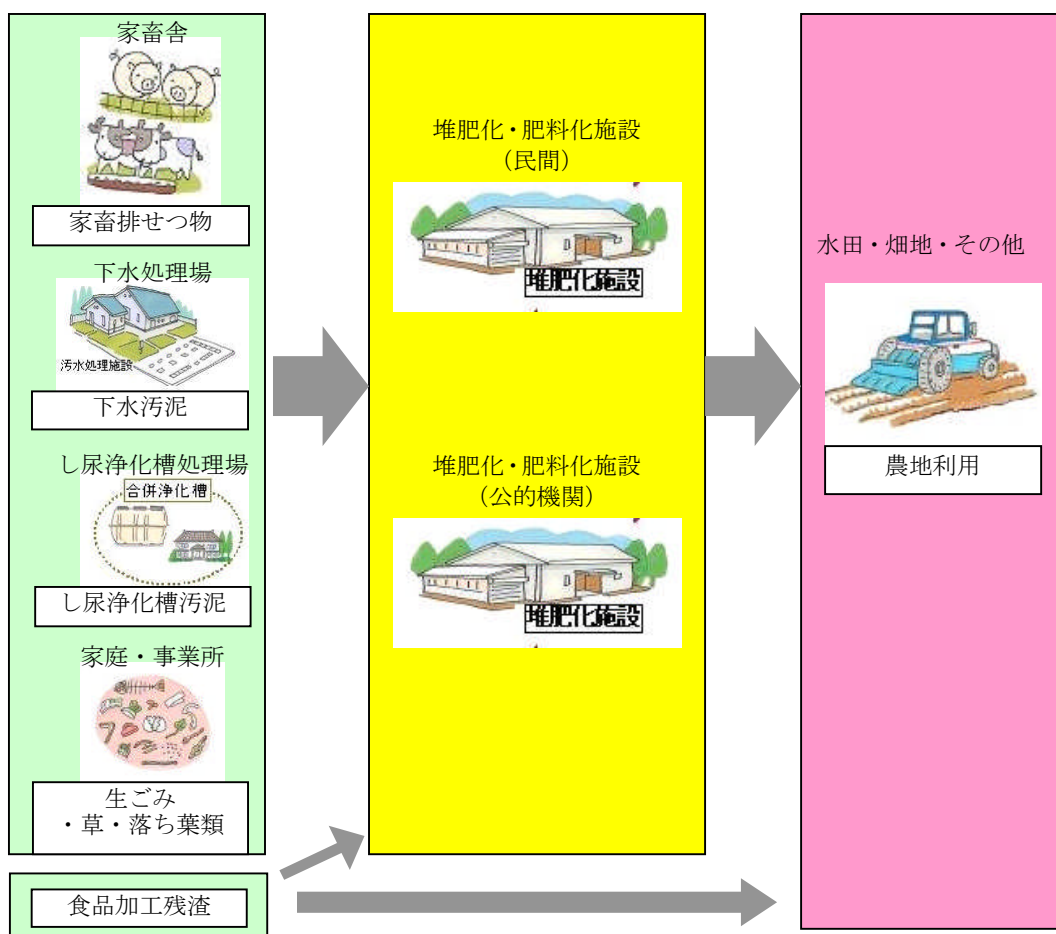 家畜舎
家畜排せつ物
下水処理場
汚水処理施設
下水汚泥
し尿浄化槽処理場
合併浄化槽
し尿浄化槽汚泥
家庭・事業所
生ごみ
・草・落ち葉類
食品加工残渣
堆肥化・肥料化施設
（民間）
堆肥化施設
堆肥化・肥料化施設
（公的機関）
堆肥化施設
水田・畑地・その他
農地利用